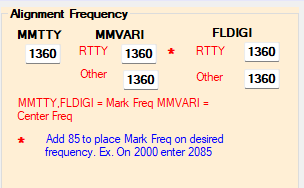 Alignment Frequency
MMTTY MMVARI FLDIGI
1360 RTTY 1360 * RTTY 1360
Other 1360 Other 1360
MMTTY,FLDIGI = Mark Freq MMVARI =
Center Freq
* Add 85 to place Mark Freq on desired
frequency. Ex. On 2000 enter 2085